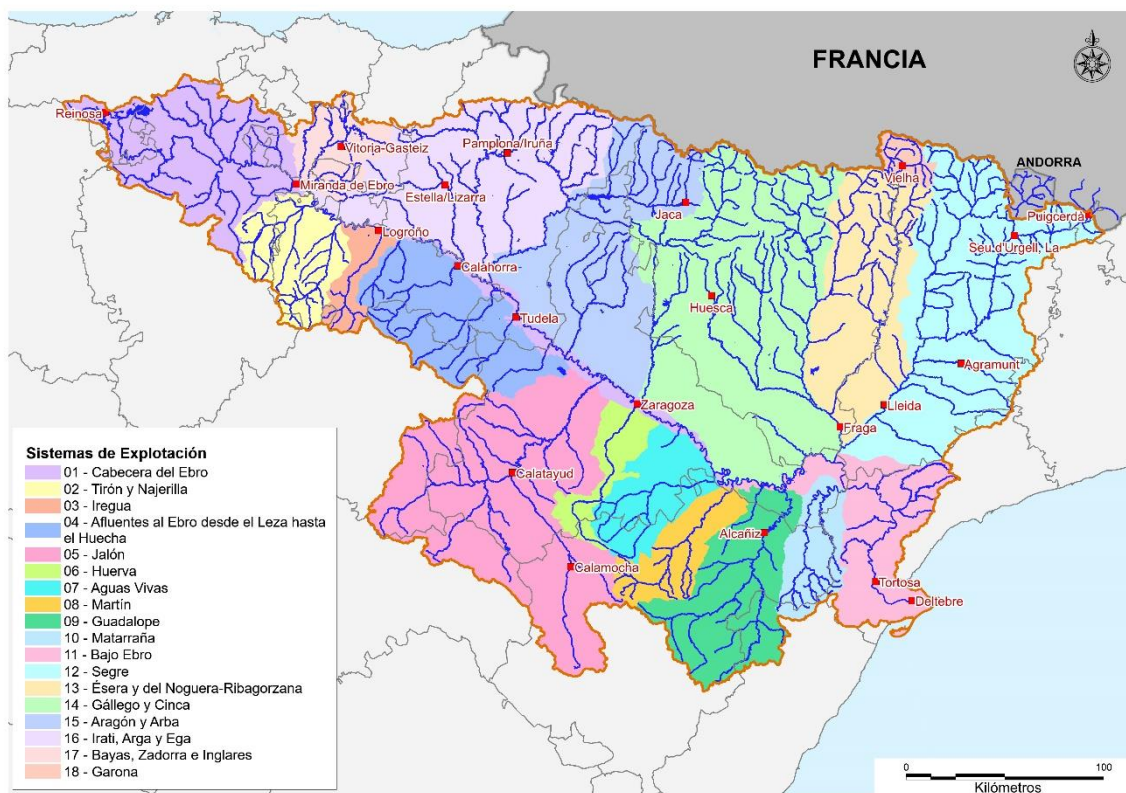 FRANCIA
ANDORRA
Reinosa
Vitoria-Gasteiz
Pamplona/Iruña
Vielha
Miranda de Ebro
Estella/Lizarra
Jaca
Puigcerdá
Logroño
Seu d'Urgell, La
Calahorra
Huesca
Tudela
Agramunt
Zaragoza
Lleida
Fraga
Calatayud
Alcañiz
Calamocha
Tortosa
Deltebre
Sistemas de Explotación
01 - Cabecera del Ebro
02 - Tirón y Najerilla
03 - Iregua
04 - Afluentes al Ebro desde el Leza hasta
el Huecha
05 - Jalón
06 - Huerva
07 - Aguas Vivas
08 - Martín
09 - Guadalope
10 - Matarraña
11 - Bajo Ebro
12 - Segre
13 - Ésera y del Noguera-Ribagorzana
14 - Gállego y Cinca
15 - Aragón y Arba
16 - Irati, Arga y Ega
17 - Bayas, Zadorra e Inglares
18 - Garona
0 100
Kilómetros